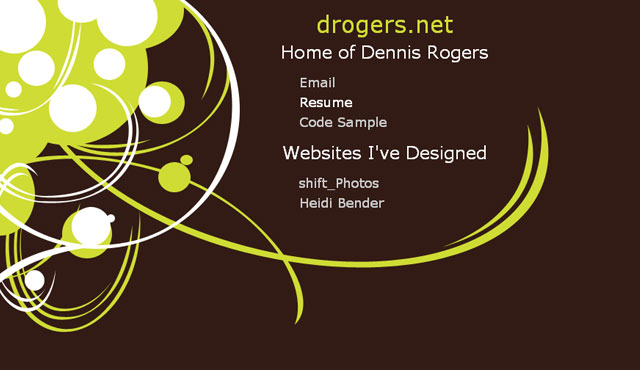 drogers.net
Home of Dennis Rogers
Email
Resume
Code Sample
Websites I've Designed
shift_Photos
Heidi Bender